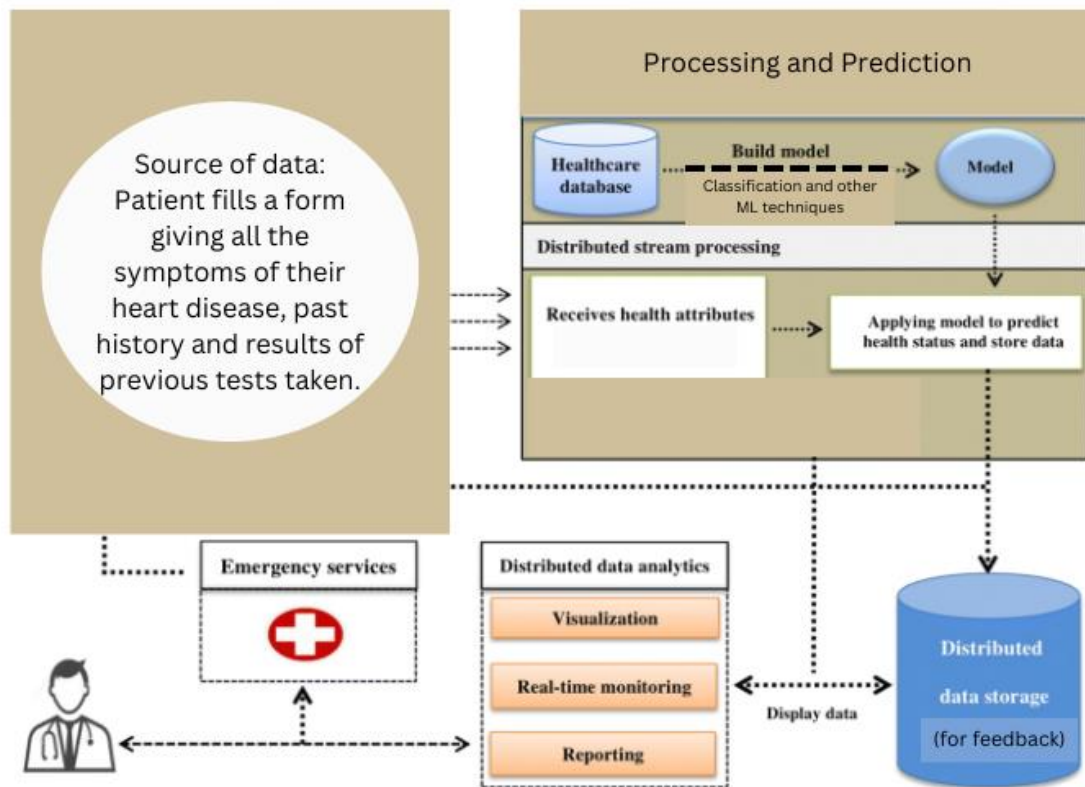 Source of data:
Patient fills a form
giving all the
symptoms of their
heart disease, past
history and results of
previous tests taken.
Processing and Prediction
Healthcare
database
Build model
Classification and other
ML techniques
Model
Distributed stream processing
Receives health attributes
Applying model to predict
health status and store data
Emergency services
Distributed data analytics
Visualization
Real-time monitoring
Reporting
Display data
Distributed
data storage
(for feedback)